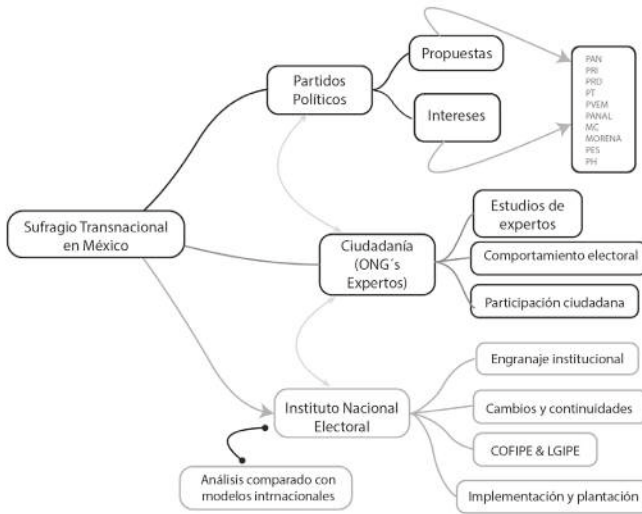 Sufragio Transnacional
en México
Partidos
Políticos
Propuestas
Intereses
PAN
PRI
PRD
PT
PVEM
PANAL
MC
MORENA
PES
PH
Ciudadanía
(ONG´s
Expertos)
Estudios de
expertos
Comportamiento electoral
Participación ciudadana
Instituto Nacional
Electoral
Engranaje institucional
Cambios y continuidades
COFIPE & LGIPE
Implementación y plantación
Análisis comparado con
modelos intrnacionales